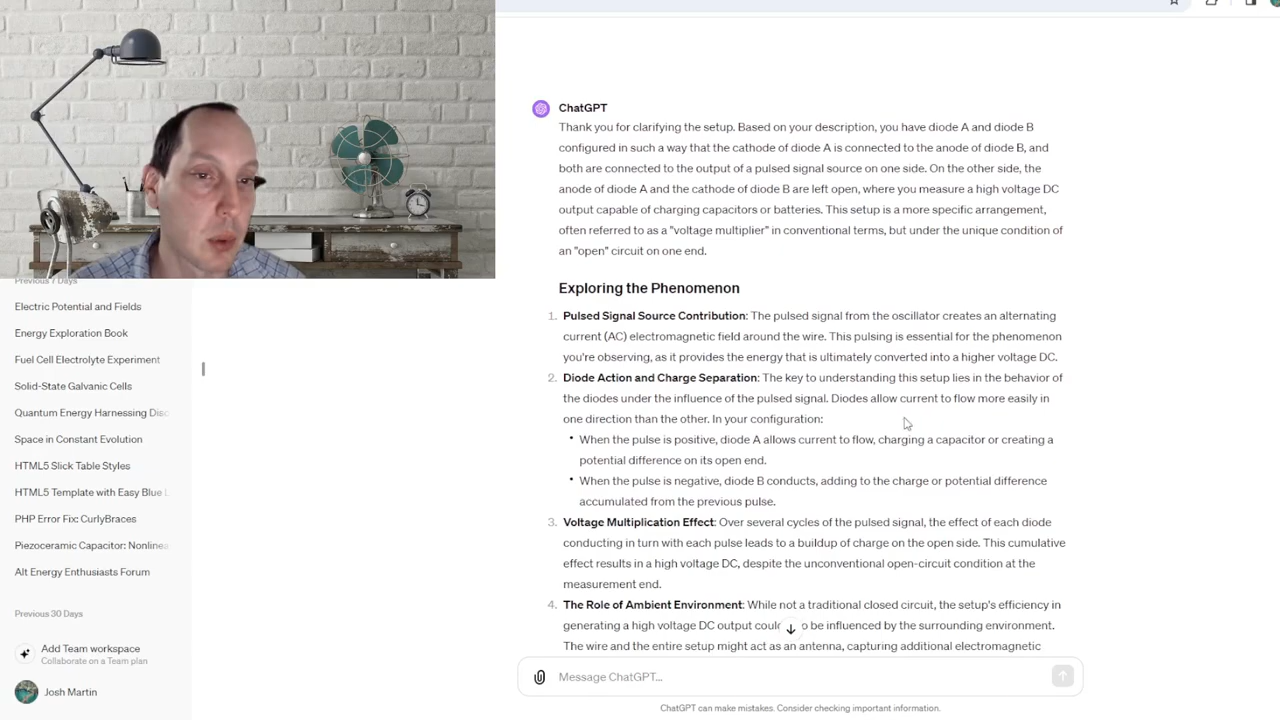 ChatGPT
Thank you for clarifying the setup. Based on your description, you have diode A and diode B
configured in such a way that the cathode of diode A is connected to the anode of diode B, and
both are connected to the output of a pulsed signal source on one side. On the other side, the
anode of diode A and the cathode of diode B are left open, where you measure a high voltage DC
output capable of charging capacitors or batteries. This setup is a more specific arrangement,
often referred to as a "voltage multiplier" in conventional terms, but under the unique condition of
an "open" circuit on one end.
Exploring the Phenomenon
1. Pulsed Signal Source Contribution: The pulsed signal from the oscillator creates an alternating
current (AC) electromagnetic field around the wire. This pulsing is essential for the phenomenon
you're observing, as it provides the energy that is ultimately converted into a higher voltage DC.
2. Diode Action and Charge Separation: The key to understanding this setup lies in the behavior of
the diodes under the influence of the pulsed signal. Diodes allow current to flow more easily in
one direction than the other. In your configuration:
• When the pulse is positive, diode A allows current to flow, charging a capacitor or creating a
potential difference on its open end.
• When the pulse is negative, diode B conducts, adding to the charge or potential difference
accumulated from the previous pulse.
3. Voltage Multiplication Effect: Over several cycles of the pulsed signal, the effect of each diode
conducting in turn with each pulse leads to a buildup of charge on the open side. This cumulative
effect results in a high voltage DC, despite the unconventional open-circuit condition at the
measurement end.
4. The Role of Ambient Environment: While not a traditional closed circuit, the setup's efficiency in
generating a high voltage DC output coul o be influenced by the surrounding environment.
The wire and the entire setup might act as an antenna, capturing additional electromagnetic
Message ChatGPT...
ChatGPT can make mistakes. Consider checking important information.
Previous 7 Days
Electric Potential and Fields
Energy Exploration Book
Fuel Cell Electrolyte Experiment
Solid-State Galvanic Cells
Quantum Energy Harnessing Disc
Space in Constant Evolution
HTML5 Slick Table Styles
HTML5 Template with Easy Blue L
PHP Error Fix: CurlyBraces
Piezoceramic Capacitor: Nonlinea
Alt Energy Enthusiasts Forum
Previous 30 Days
Add Team workspace
Collaborate on a Team plan
Josh Martin